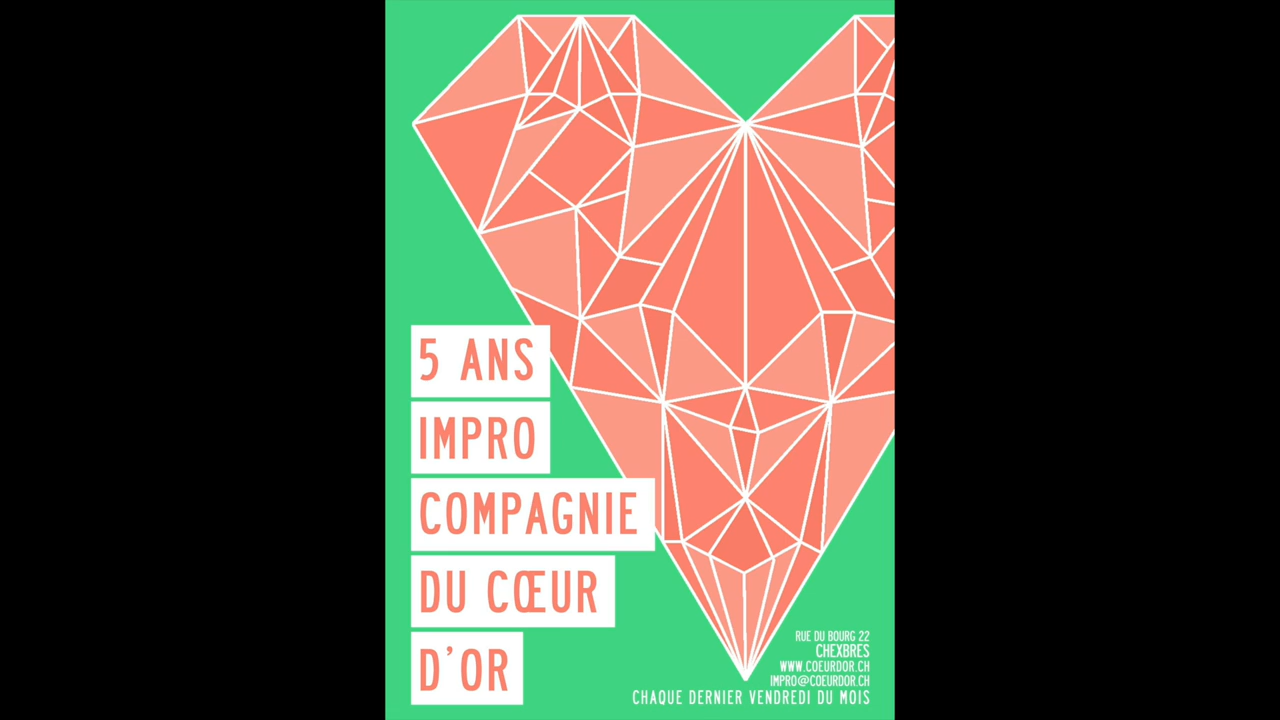 5 ANS
IMPRO
COMPAGNIE
DU CŒUR
D'OR
RUE DU BOURG 22
CHEXBRES
WWW.COEURDOR.CH
IMPRO@COEURDOR.CH
CHAQUE DERNIER VENDREDI DU MOIS